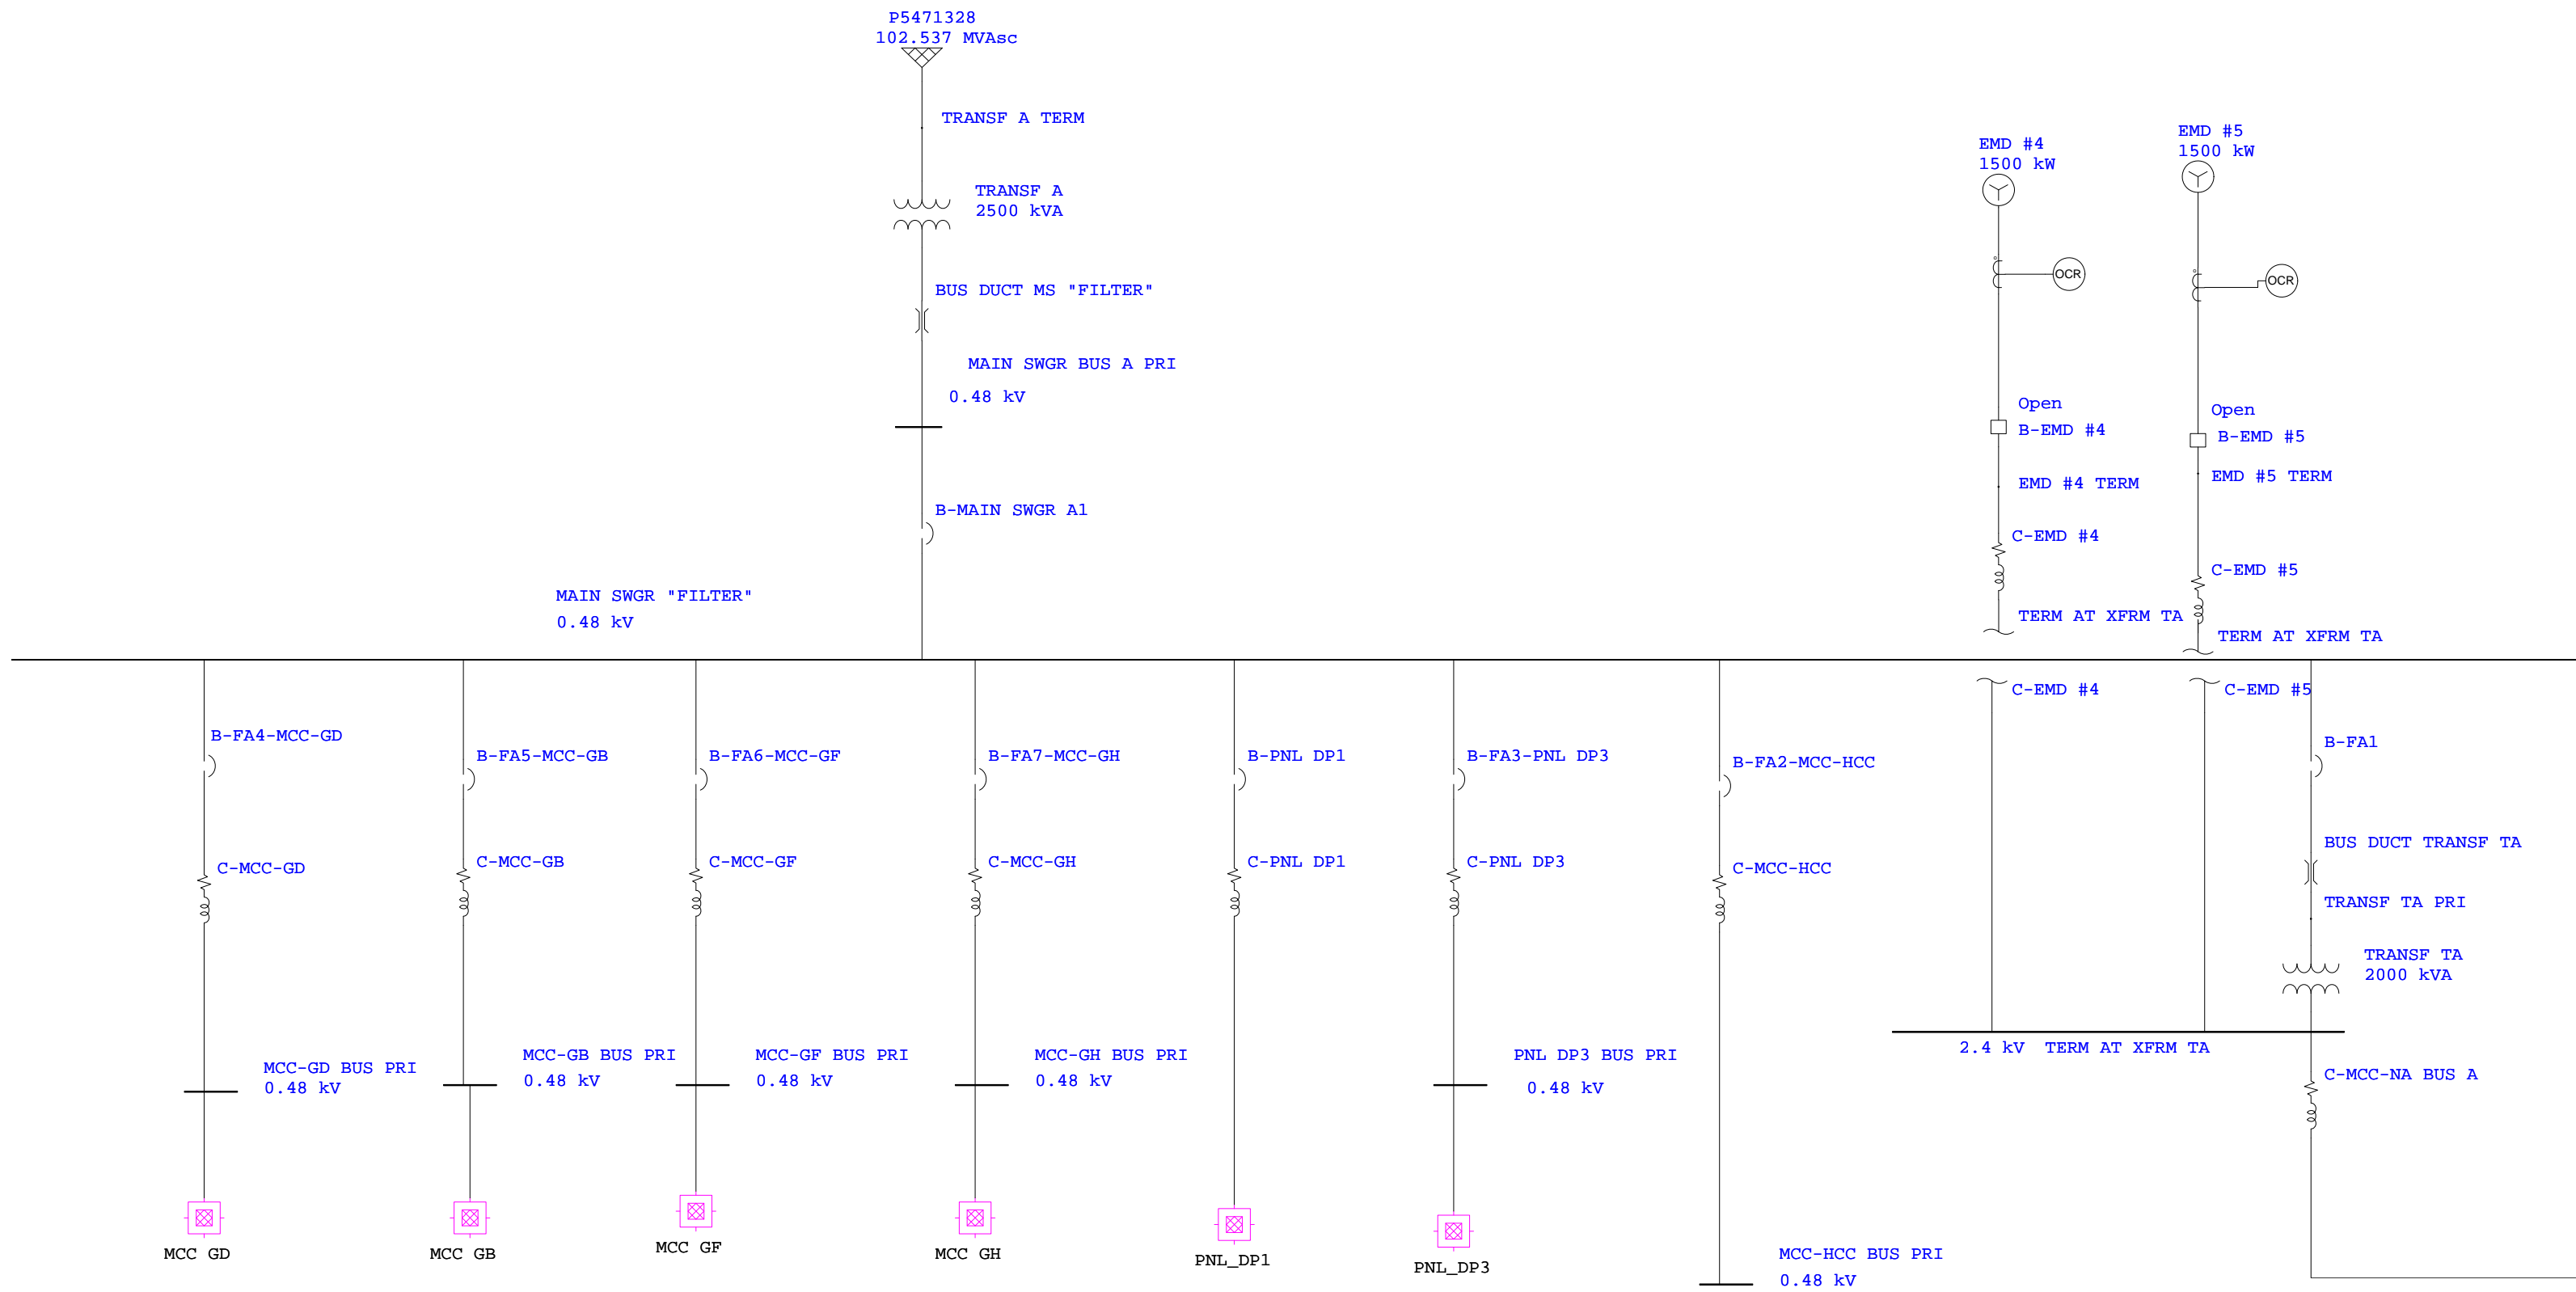 P5471328
102.537 MVAsc
TRANSF A TERM
EMD #4
1500 kW
EMD #5
1500 kW
TRANSF A
2500 kVA
OCR
OCR
BUS DUCT MS "FILTER"
MAIN SWGR BUS A PRI
0.48 kV
Open
B-EMD #4
Open
B-EMD #5
EMD #4 TERM
EMD #5 TERM
B-MAIN SWGR A1
C-EMD #4
C-EMD #5
MAIN SWGR "FILTER"
0.48 kV
TERM AT XFRM TA
TERM AT XFRM TA
C-EMD #4
C-EMD #5
B-FA4-MCC-GD
B-FA5-MCC-GB
B-FA6-MCC-GF
B-FA7-MCC-GH
B-PNL DP1
B-FA3-PNL DP3
B-FA2-MCC-HCC
B-FA1
C-MCC-GD
C-MCC-GB
C-MCC-GF
C-MCC-GH
C-PNL DP1
C-PNL DP3
C-MCC-HCC
BUS DUCT TRANSF TA
TRANSF TA PRI
TRANSF TA
2000 kVA
2.4 kV TERM AT XFRM TA
C-MCC-NA BUS A
MCC-GD BUS PRI
0.48 kV
MCC-GB BUS PRI
0.48 kV
MCC-GF BUS PRI
0.48 kV
MCC-GH BUS PRI
0.48 kV
PNL DP3 BUS PRI
0.48 kV
MCC GD
MCC GB
MCC GF
MCC GH
PNL_DP1
PNL_DP3
MCC-HCC BUS PRI
0.48 kV